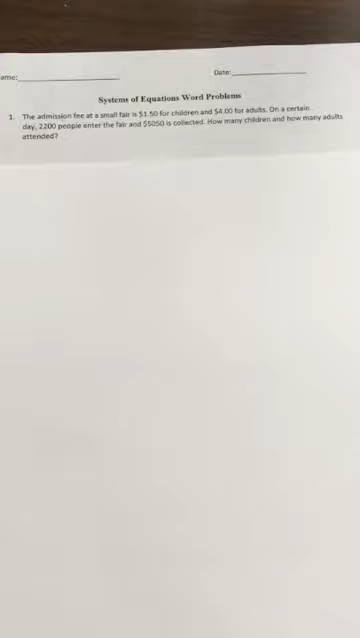 ame:
Date:
Systems of Equations Word Problems
1. The admission fee at a small fair is $1.50 for children and $4.00 for adults. On a certain
day, 2200 people enter the fair and $5050 is collected. How many children and how many adults
attended?